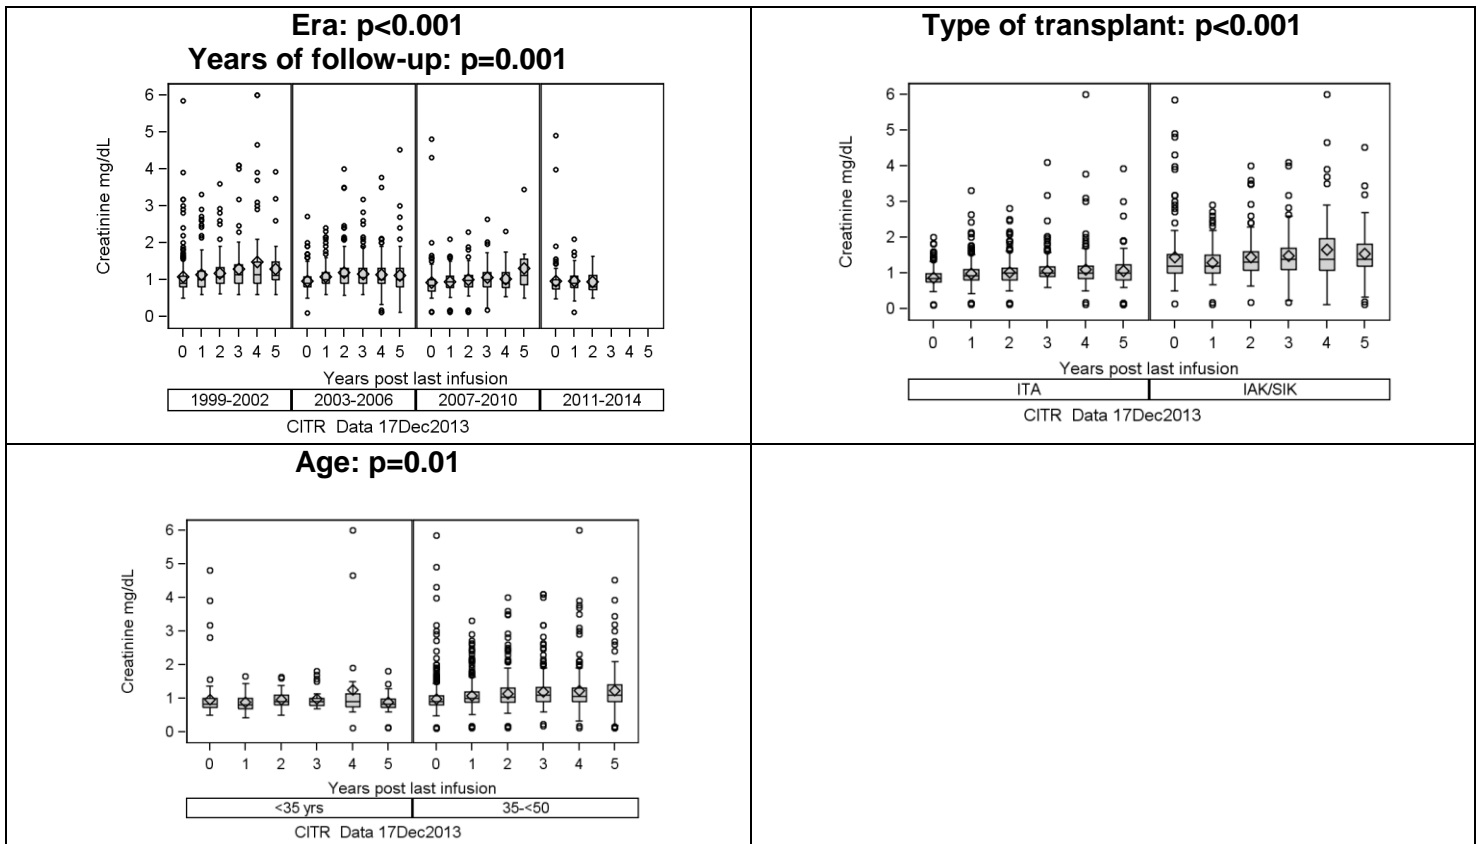 Era: p<0.001
Years of follow-up: p=0.001
Creatinine mg/dL
6
5
4
3
2
1
0
0 1 2 3 4 5 0 1 2 3 4 5 0 1 2 3 4 5 0 1 2 3 4 5
Years post last infusion
1999-2002 2003-2006 2007-2010 2011-2014
CITR Data 17Dec2013
Type of transplant: p<0.001
Creatinine mg/dL
6
5
4
3
2
1
0
0 1 2 3 4 5 0 1 2 3 4 5
Years post last infusion
ITA IAK/SIK
CITR Data 17Dec2013
Age: p=0.01
Creatinine mg/dL
6
5
4
3
2
1
0
0 1 2 3 4 5 0 1 2 3 4 5
Years post last infusion
<35 yrs 35-<50
CITR Data 17Dec2013